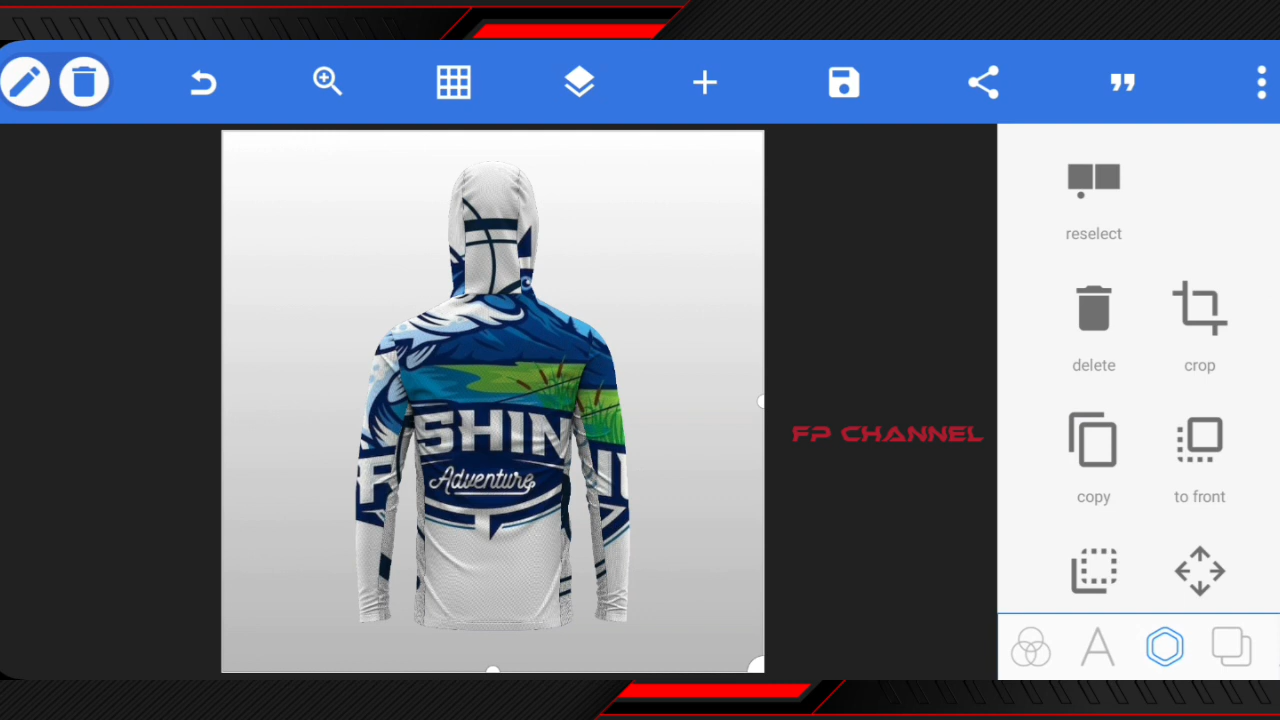 reselect
delete
crop
copy
to front
FP CHANNEL
SHIN
Adventure